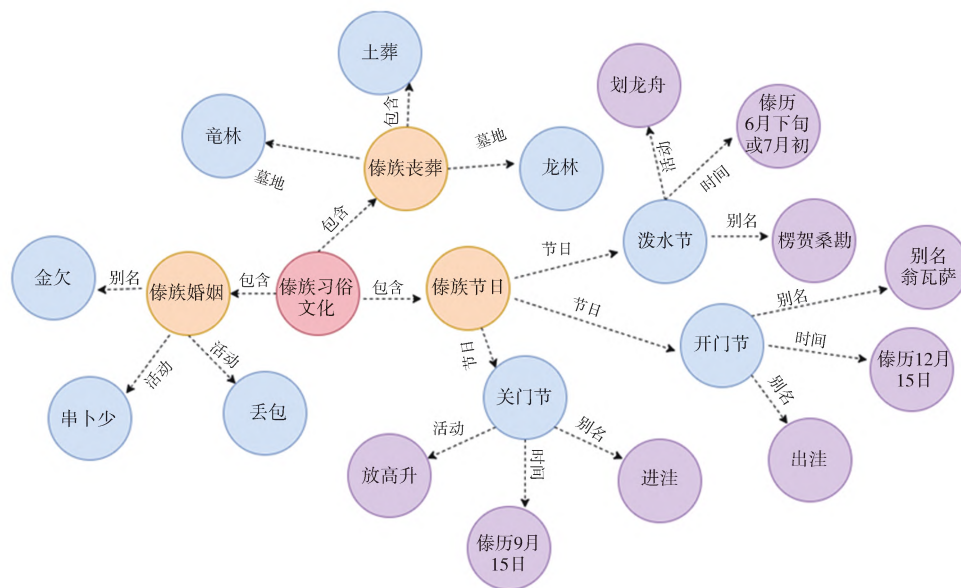 土葬
包含
竜林
墓地
傣族丧葬
墓地
龙林
包含
划龙舟
傣历
6月下旬
或7月初
活动
时间
泼水节
别名
楞贺桑勘
金欠
别名
傣族婚姻
包含
傣族习俗
文化
包含
傣族节日
节日
节日
别名
翁瓦萨
别名
开门节
时间
傣历12月
15日
别名
出洼
活动
活动
串卜少
丢包
节日
关门节
活动
时间
别名
放高升
进洼
傣历9月
15日